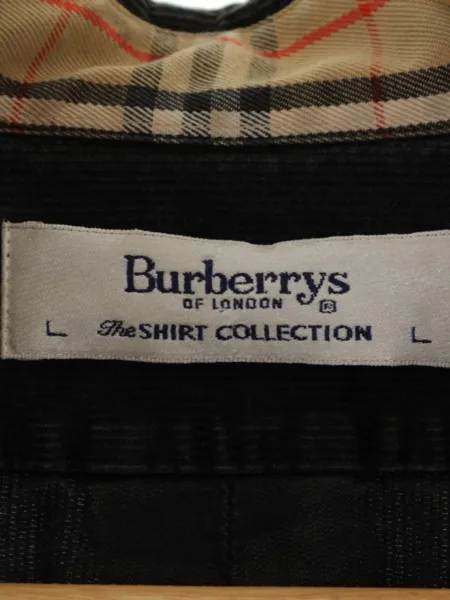 Burberrys
OF LONDON ®
L The SHIRT COLLECTION L